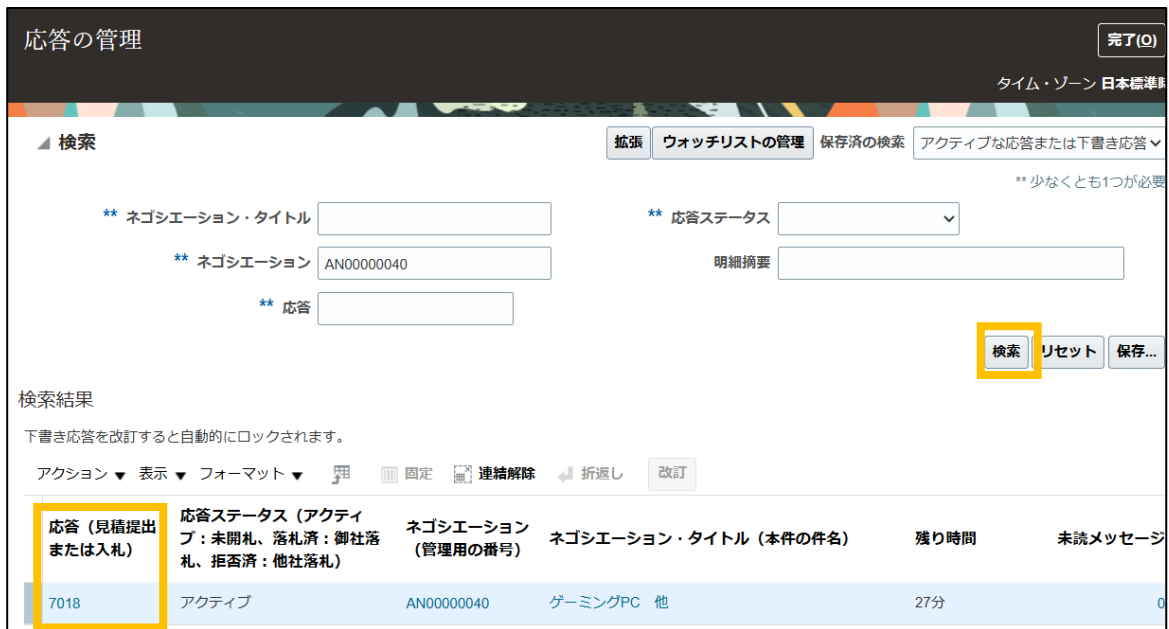 応答の管理
完了(O)
タイム・ゾーン 日本標準時
検索
拡張 ウォッチリストの管理 保存済の検索 アクティブな応答または下書き応答
** 少なくとも1つが必要
** ネゴシエーション・タイトル ** 応答ステータス
** ネゴシエーション AN00000040 明細摘要
** 応答
検索 リセット 保存...
検索結果
下書き応答を改訂すると自動的にロックされます。
アクション 表示 フォーマット 固定 連結解除 折返し 改訂
応答（見積提出
または入札）
応答ステータス（アクティ
ブ：未開札、落札済：御社落
札、拒否済：他社落札）
ネゴシエーション
（管理用の番号）
ネゴシエーション・タイトル（本件の件名）
残り時間
未読メッセージ
7018 アクティブ AN00000040 ゲーミングPC 他 27分 0